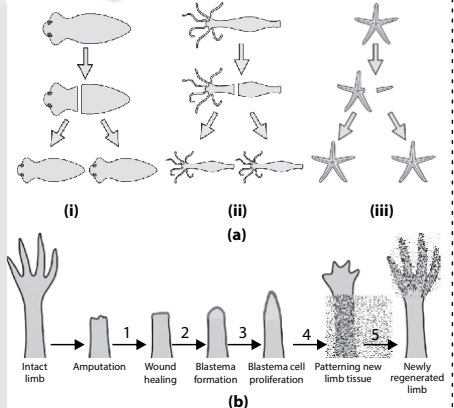 (i)
(ii)
(iii)
(a)
1
2
3
4
5
Intact
limb
Amputation
Wound
healing
Blastema
formation
Blastema cell
proliferation
Patterning new
limb tissue
Newly
regenerated
limb
(b)